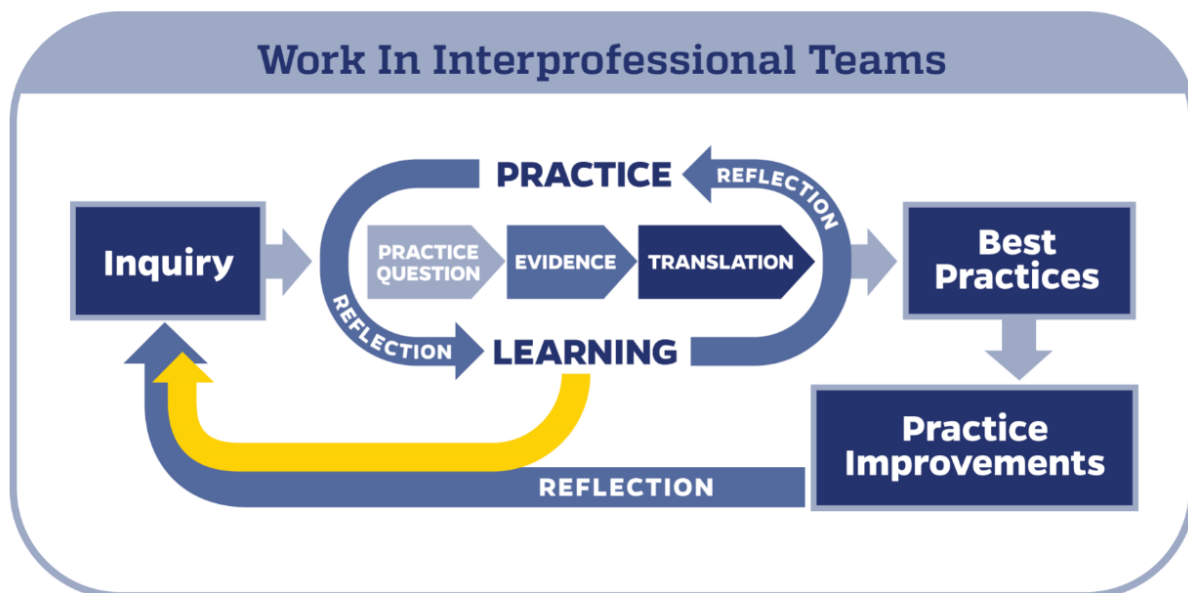 Work In Interprofessional Teams
PRACTICE
REFLECTION
Inquiry
PRACTICE
QUESTION
EVIDENCE
TRANSLATION
Best
Practices
REFLECTION
LEARNING
Practice
Improvements
REFLECTION